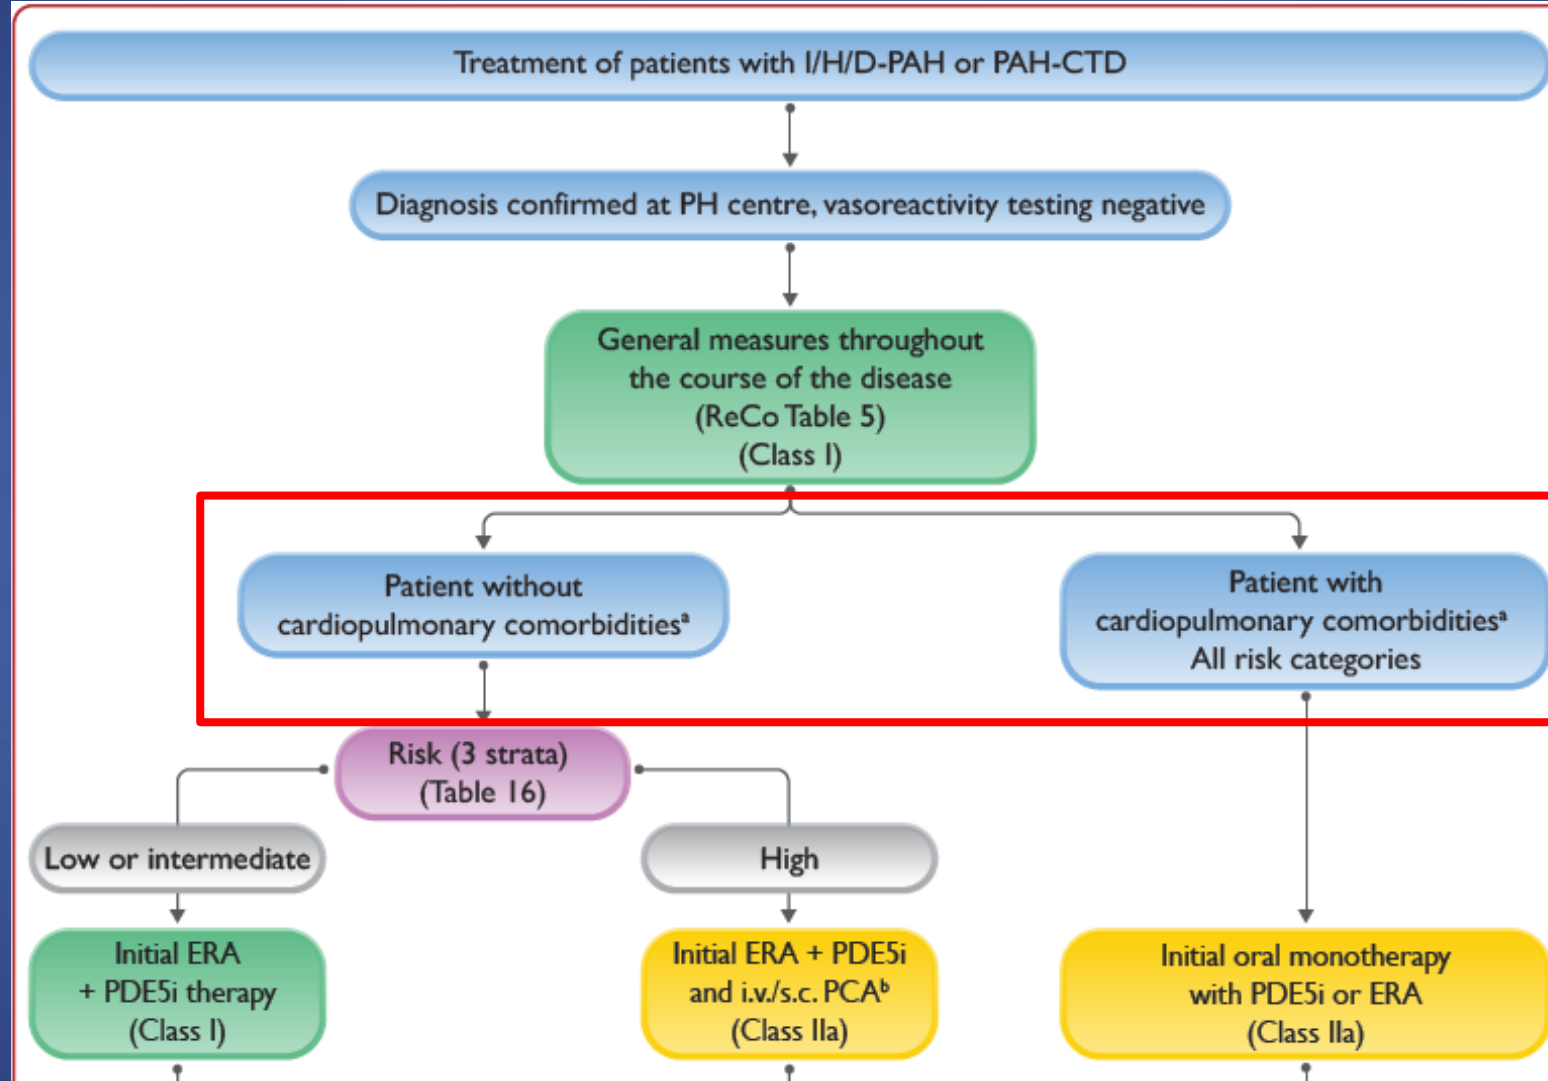 Treatment of patients with I/H/D-PAH or PAH-CTD
Diagnosis confirmed at PH centre, vasoreactivity testing negative
General measures throughout
the course of the disease
(ReCo Table 5)
(Class I)
Patient without
cardiopulmonary comorbiditiesᵃ
Patient with
cardiopulmonary comorbiditiesᵃ
All risk categories
Risk (3 strata)
(Table 16)
Low or intermediate
High
Initial ERA
+ PDE5i therapy
(Class I)
Initial ERA + PDE5i
and i.v./s.c. PCAᵇ
(Class IIa)
Initial oral monotherapy
with PDE5i or ERA
(Class IIa)